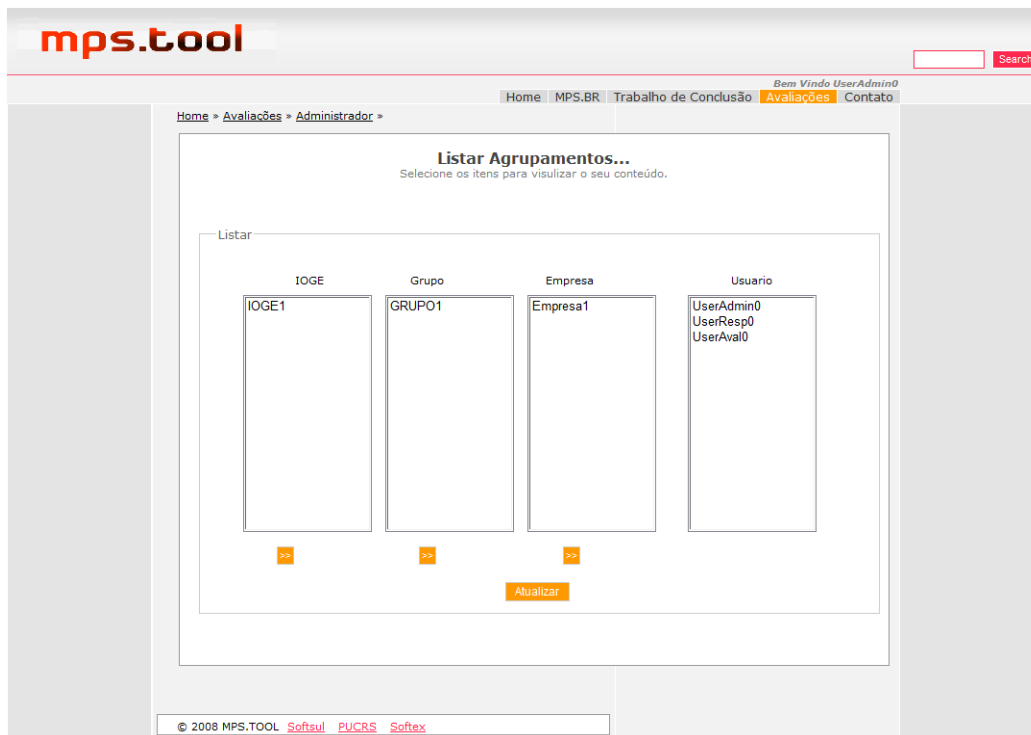 mps.tool
Search
Bem Vindo UserAdmin0
Home MPS.BR Trabalho de Conclusão Avaliações Contato
Home » Avaliações » Administrador »
Listar Agrupamentos...
Selecione os itens para visulizar o seu conteúdo.
Listar
IOGE Grupo Empresa Usuario
IOGE1 GRUPO1 Empresa1 UserAdmin0
UserResp0
UserAval0
>> >> >>
Atualizar
© 2008 MPS.TOOL Softsul PUCRS Softex